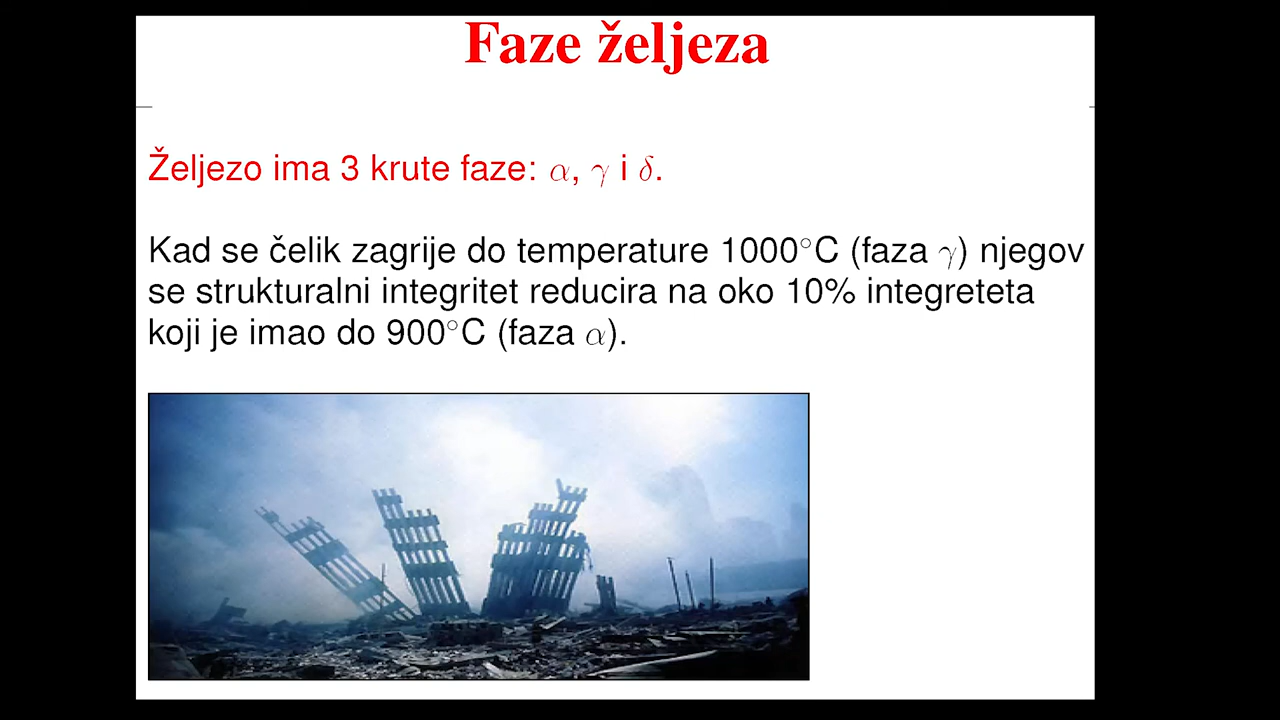 Faze željeza
Željezo ima 3 krute faze: α, γ i δ.
Kad se čelik zagrije do temperature 1000°C (faza γ) njegov
se strukturalni integritet reducira na oko 10% integreteta
koji je imao do 900°C (faza α).